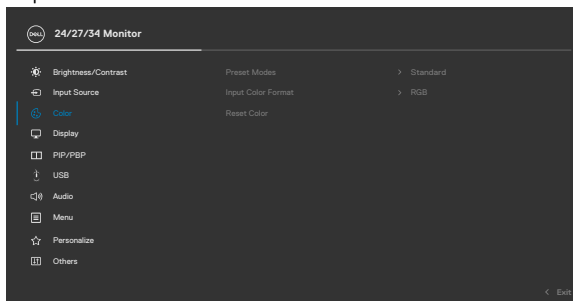 DELL 24/27/34 Monitor
Brightness/Contrast Preset Modes > Standard
Input Source Input Color Format > RGB
Color Reset Color
Display
PIP/PBP
USB
Audio
Menu
Personalize
Others
< Exit